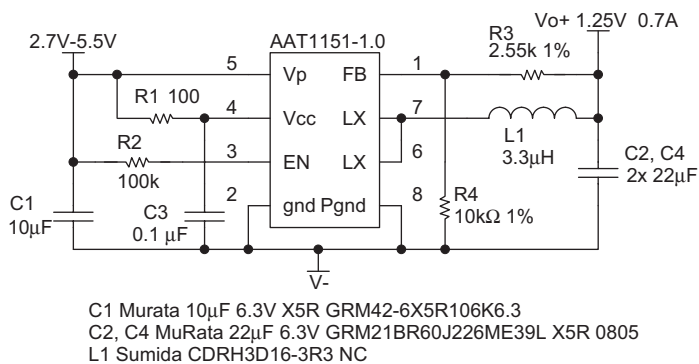 Vo+ 1.25V 0.7A
2.7V-5.5V
AAT1151-1.0
R3
2.55k 1%
5
Vp
FB
1
R1 100
4
Vcc
LX
7
R2
100k
3
EN
LX
6
L1
3.3µH
C2, C4
2x 22µF
C1
10µF
C3
0.1 µF
2
gnd Pgnd
8
R4
10kΩ 1%
V-
C1 Murata 10µF 6.3V X5R GRM42-6X5R106K6.3
C2, C4 MuRata 22µF 6.3V GRM21BR60J226ME39L X5R 0805
L1 Sumida CDRH3D16-3R3 NC